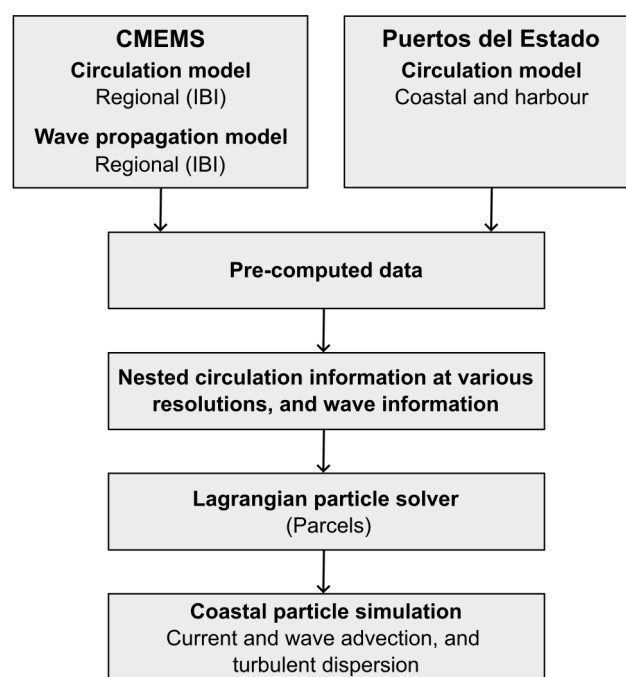 CMEMS
Circulation model
Regional (IBI)
Wave propagation model
Regional (IBI)
Puertos del Estado
Circulation model
Coastal and harbour
Pre-computed data
Nested circulation information at various
resolutions, and wave information
Lagrangian particle solver
(Parcels)
Coastal particle simulation
Current and wave advection, and
turbulent dispersion